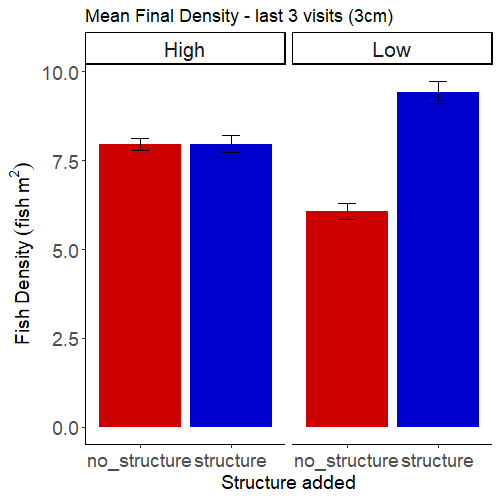 Mean Final Density - last 3 visits (3cm)
High Low
10.0
7.5
5.0
2.5
0.0
Fish Density (fish m²)
no_structure structure no_structure structure
Structure added